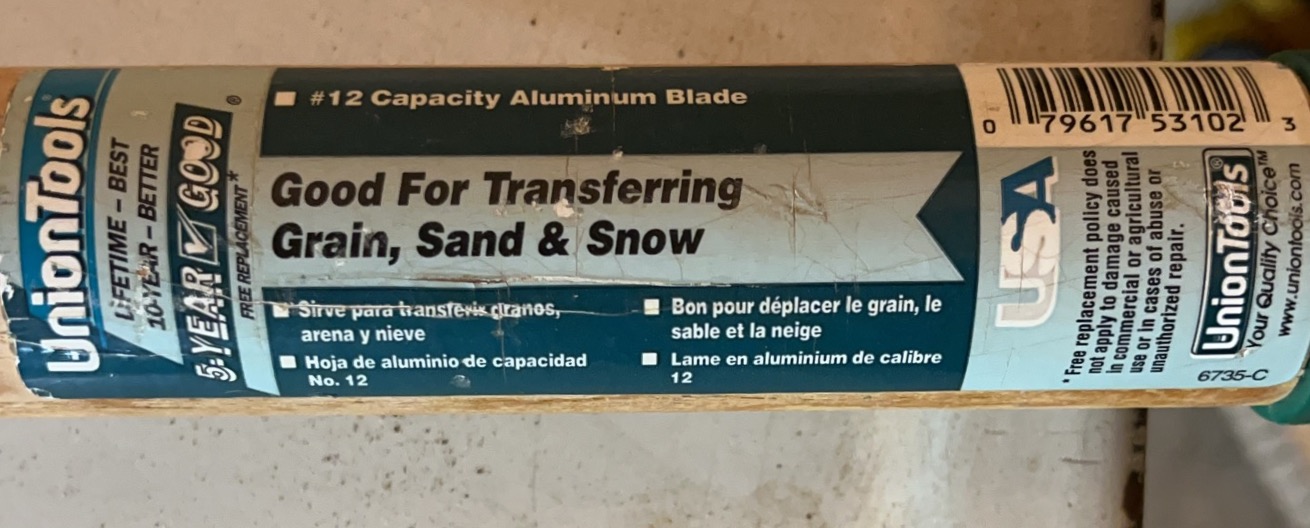 UnionTools®
LIFETIME – BEST
10-YEAR – BETTER
5-YEAR GOOD®
FREE REPLACEMENT*
#12 Capacity Aluminum Blade
Good For Transferring
Grain, Sand & Snow
Sirve para transferir granos,
arena y nieve
Hoja de aluminio de capacidad
No. 12
Bon pour déplacer le grain, le
sable et la neige
Lame en aluminium de calibre
12
0 79617 53102 3
USA
* Free replacement policy does
not apply to damage caused
in commercial or agricultural
use or in cases of abuse or
unauthorized repair.
UnionTools®
Your Quality Choice™
www.uniontools.com
6735-C